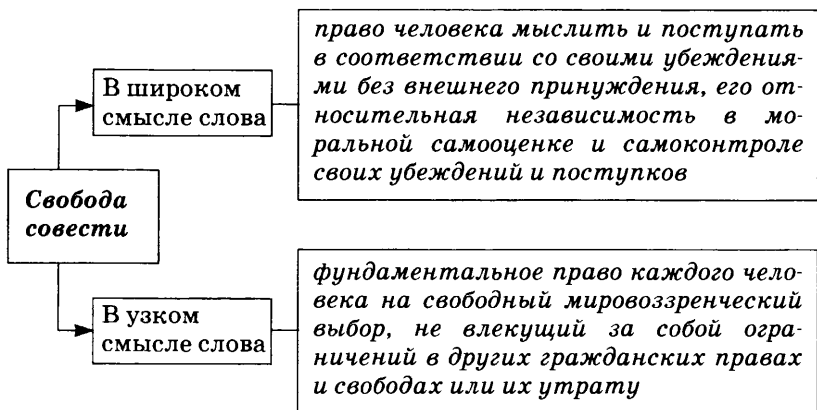 право человека мыслить и поступать
в соответствии со своими убеждения-
ми без внешнего принуждения, его от-
носительная независимость в мо-
ральной самооценке и самоконтроле
своих убеждений и поступков
В широком
смысле слова
Свобода
совести
фундаментальное право каждого чело-
века на свободный мировоззренческий
выбор, не влекущий за собой огра-
ничений в других гражданских правах
и свободах или их утрату
В узком
смысле слова